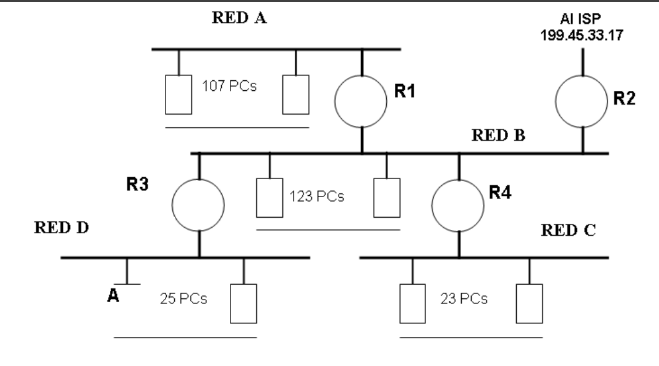 RED A
Al ISP
199.45.33.17
107 PCs
R1
R2
RED B
R3
123 PCs
R4
RED D
RED C
A
25 PCs
23 PCs